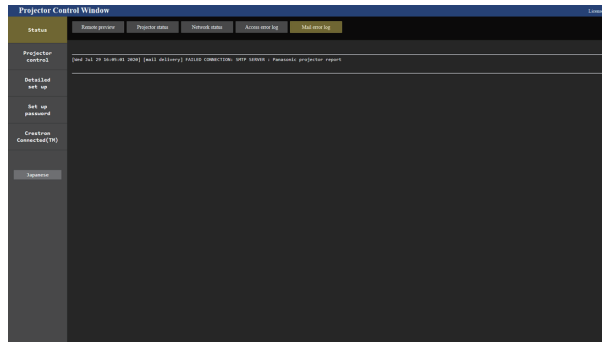 Projector Control Window
Status
Remote preview
Projector status
Network status
Access error log
Mail error log
Projector
control
[Wed Jul 29 16:05:01 2020] [mail delivery] FAILED CONNECTION: SMTP SERVER : Panasonic projector report
Detailed
set up
Set up
password
Crestron
Connected(TM)
Japanese